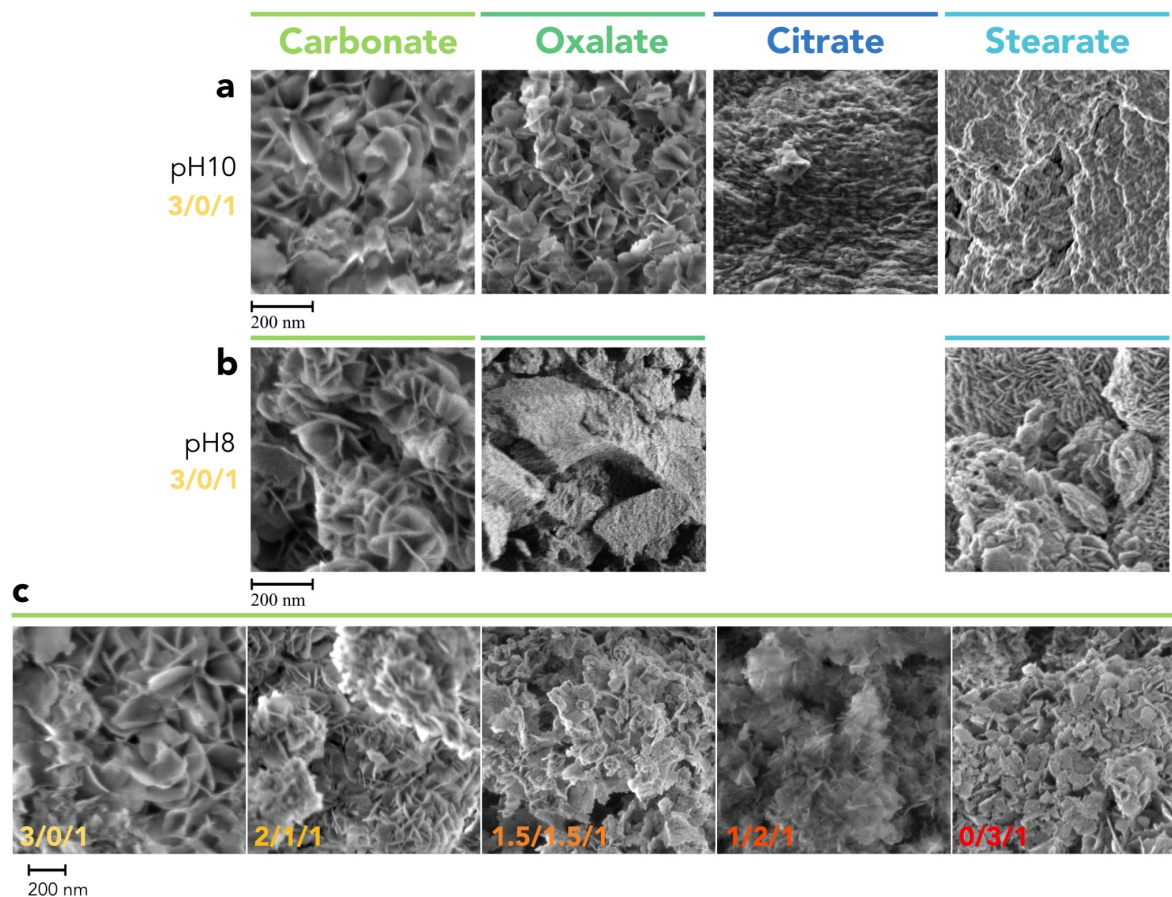 Carbonate Oxalate Citrate Stearate
a
pH10
3/0/1
200 nm
b
pH8
3/0/1
200 nm
c
3/0/1 2/1/1 1.5/1.5/1 1/2/1 0/3/1
200 nm